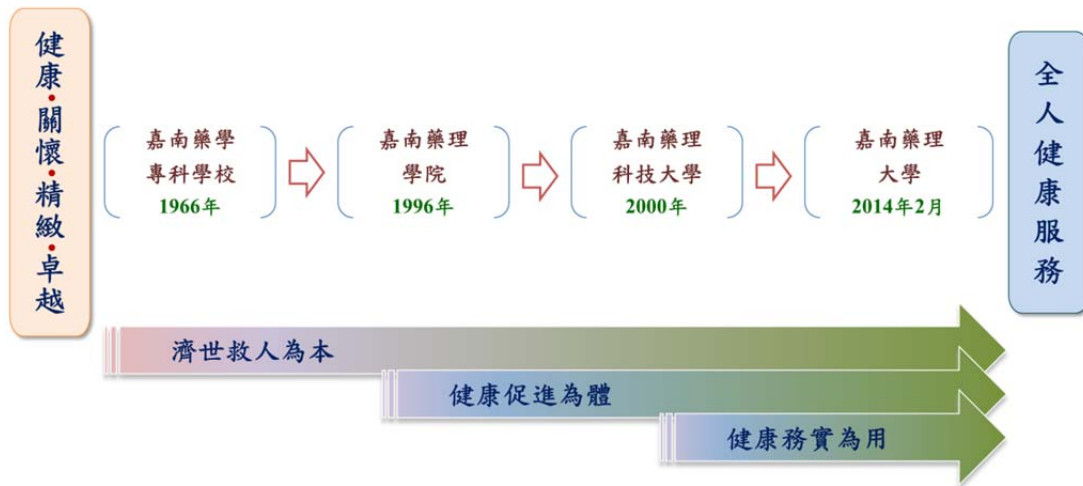 健康•關懷•精緻•卓越
嘉南藥學
專科學校
1966年
嘉南藥理
學院
1996年
嘉南藥理
科技大學
2000年
嘉南藥理
大學
2014年2月
全人健康服務
濟世救人為本
健康促進為體
健康務實為用